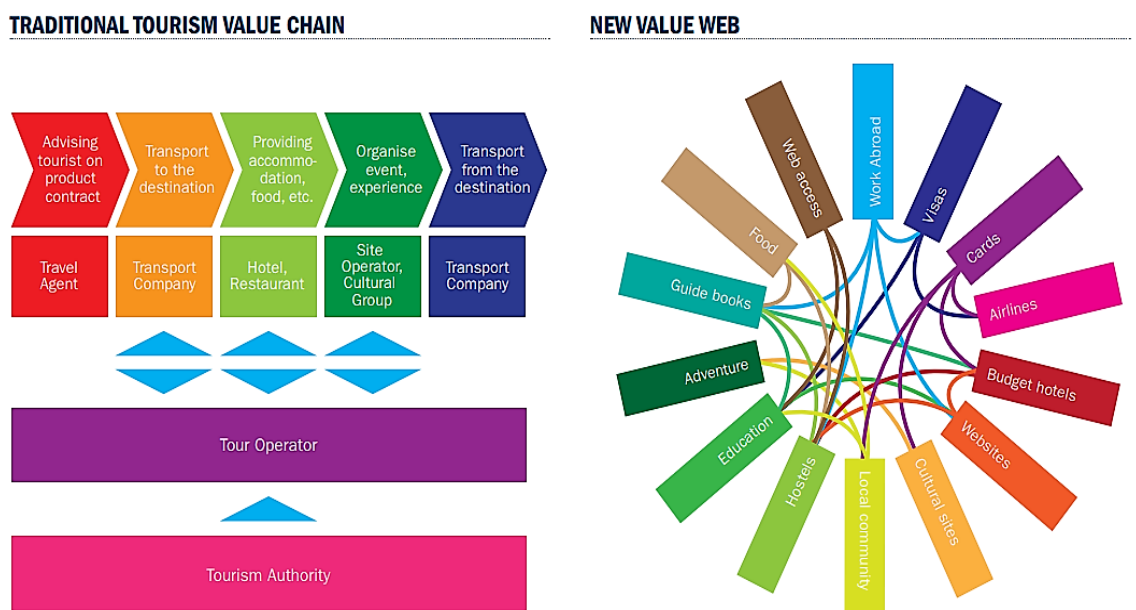 TRADITIONAL TOURISM VALUE CHAIN
Advising
tourist on
product
contract
Transport
to the
destination
Providing
accommo-
dation,
food, etc.
Organise
event,
experience
Transport
from the
destination
Travel
Agent
Transport
Company
Hotel,
Restaurant
Site
Operator,
Cultural
Group
Transport
Company
Tour Operator
Tourism Authority
NEW VALUE WEB
Work Abroad
Visas
Cards
Airlines
Budget hotels
Websites
Cultural sites
Local community
Hostels
Education
Adventure
Guide books
Food
Web access